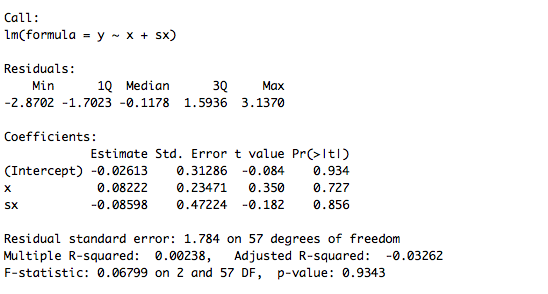 Call:
lm(formula = y ~ x + sx)
Residuals:
Min 1Q Median 3Q Max
-2.8702 -1.7023 -0.1178 1.5936 3.1370
Coefficients:
Estimate Std. Error t value Pr(>|t|)
(Intercept) -0.02613 0.31286 -0.084 0.934
x 0.08222 0.23471 0.350 0.727
sx -0.08598 0.47224 -0.182 0.856
Residual standard error: 1.784 on 57 degrees of freedom
Multiple R-squared: 0.00238, Adjusted R-squared: -0.03262
F-statistic: 0.06799 on 2 and 57 DF, p-value: 0.9343